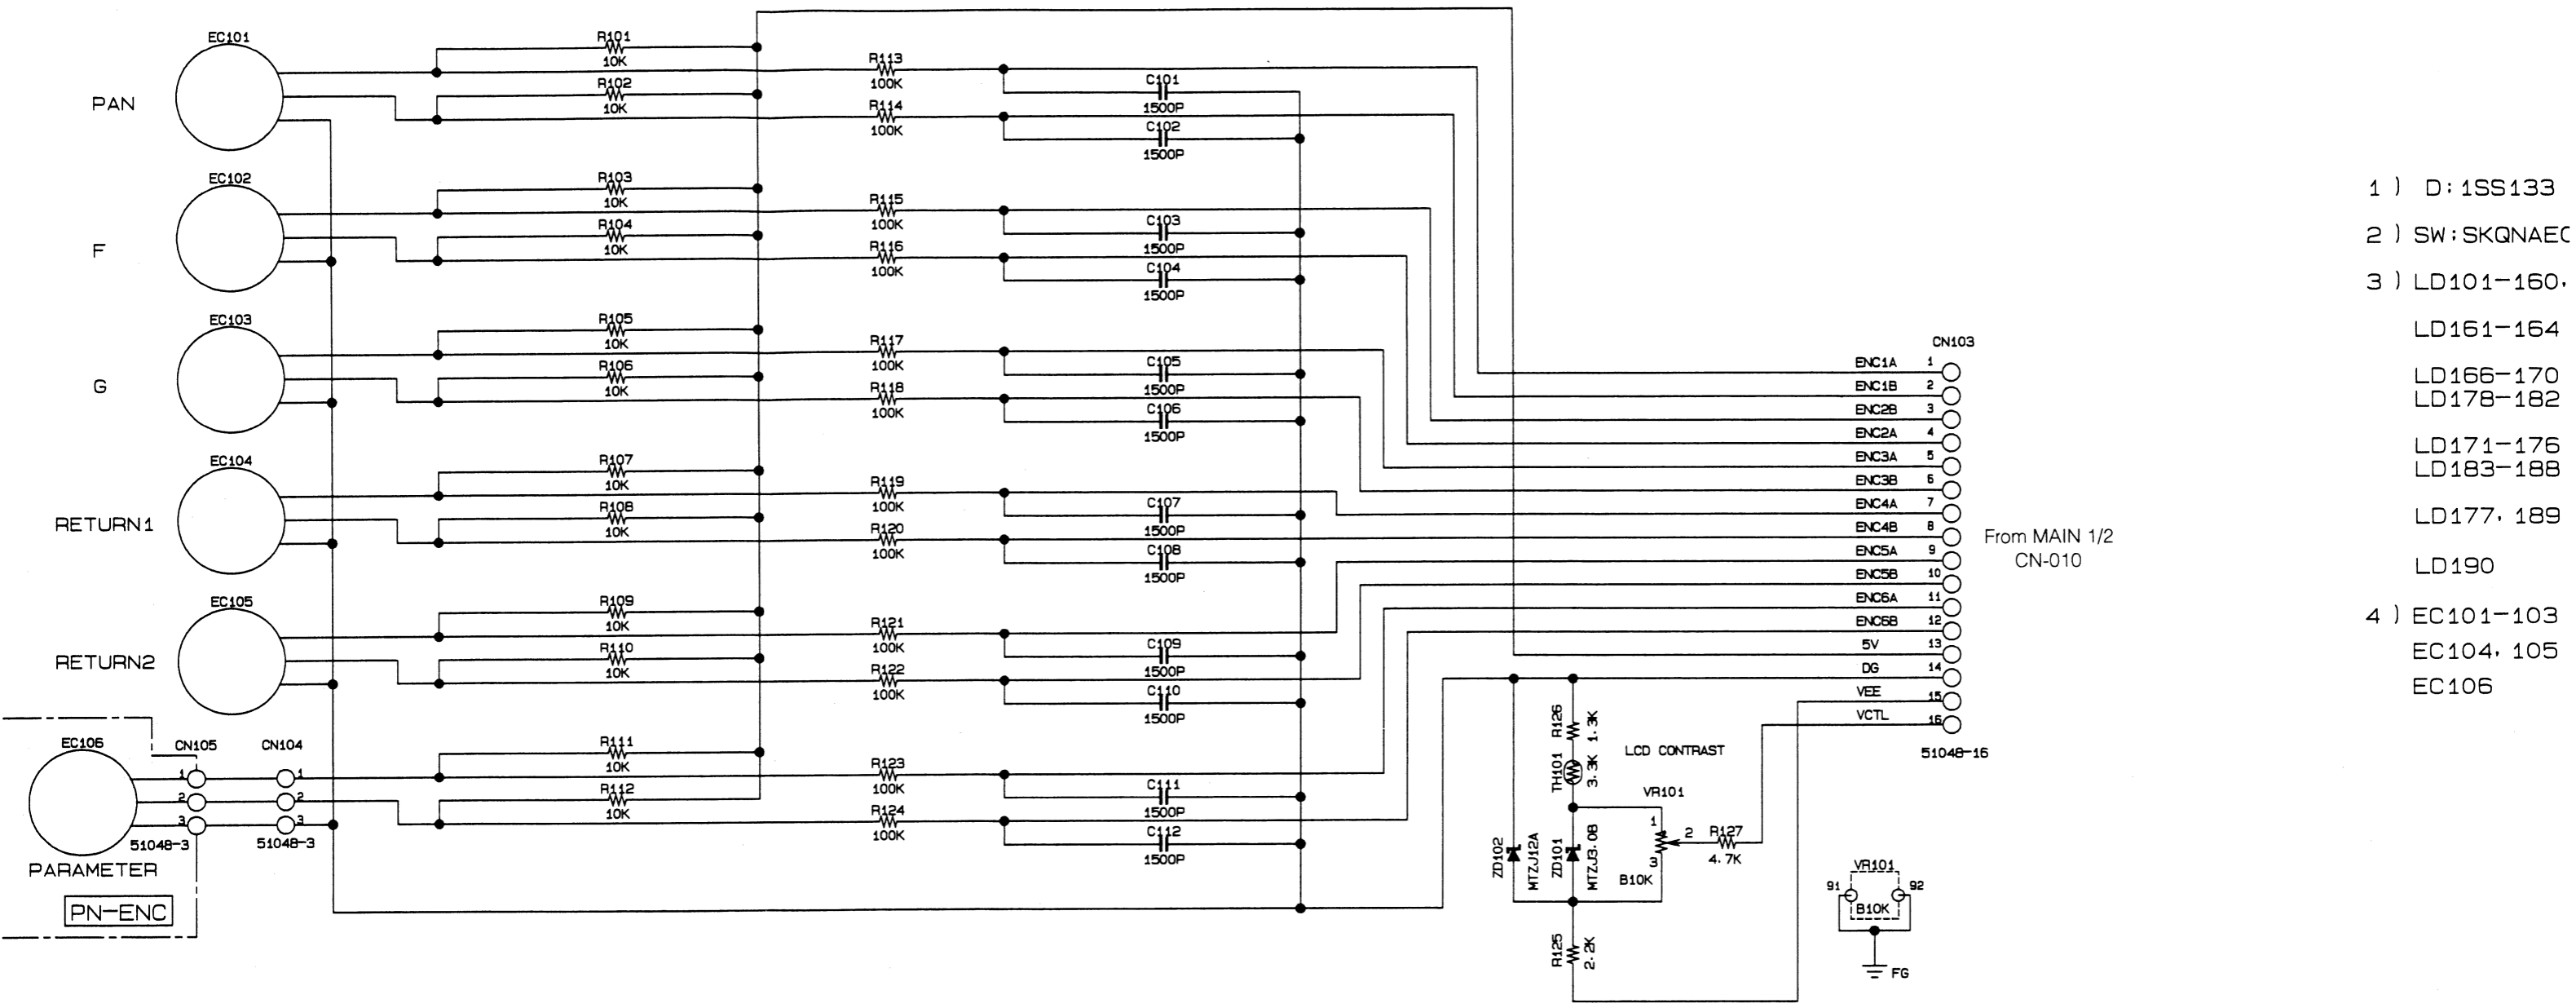 EC101
PAN
R101
10K
R102
10K
R113
100K
R114
100K
C101
1500P
C102
1500P
EC102
F
R103
10K
R104
10K
R115
100K
R116
100K
C103
1500P
C104
1500P
EC103
G
R105
10K
R106
10K
R117
100K
R118
100K
C105
1500P
C106
1500P
EC104
RETURN1
R107
10K
R108
10K
R119
100K
R120
100K
C107
1500P
C108
1500P
EC105
RETURN2
R109
10K
R110
10K
R121
100K
R122
100K
C109
1500P
C110
1500P
EC106
CN105
CN104
1 1
2 2
3 3
51048-3
51048-3
PARAMETER
PN-ENC
R111
10K
R112
10K
R123
100K
R124
100K
C111
1500P
C112
1500P
CN103
ENC1A 1
ENC1B 2
ENC2B 3
ENC2A 4
ENC3A 5
ENC3B 6
ENC4A 7
ENC4B 8
ENC5A 9
ENC5B 10
ENC6A 11
ENC6B 12
5V 13
DG 14
VEE 15
VCTL 16
51048-16
From MAIN 1/2
CN-010
R126
1.3K
TH101
3.3K
LCD CONTRAST
VR101
1
2
3
B10K
R127
4.7K
ZD102
MTZJ12A
ZD101
MTZJ3.0B
R125
2.2K
VR101
91 92
B10K
FG
1) D:1SS133
2) SW:SKQNAEC
3) LD101-160,
LD161-164
LD166-170
LD178-182
LD171-176
LD183-188
LD177, 189
LD190
4) EC101-103
EC104, 105
EC106